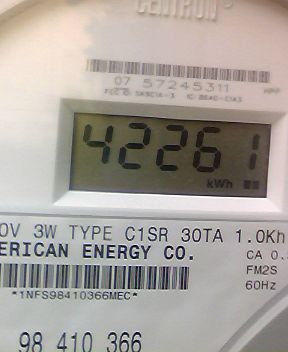 CENTRON®
07 57245311
42261
kWh
0V 3W TYPE C1SR 30TA 1.0Kh
ERICAN ENERGY CO.
CA 0.
FM2S
*1NFS98410366MEC*
60Hz
98 410 366